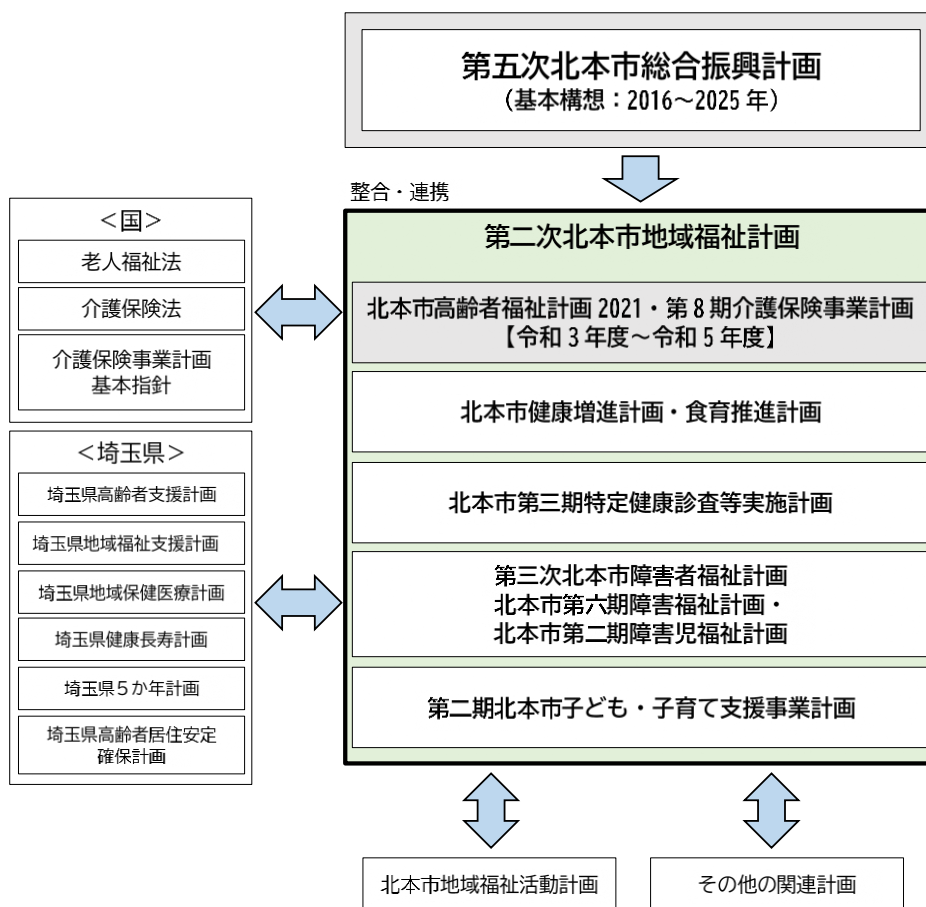 第五次北本市総合振興計画
（基本構想：2016～2025 年）
整合・連携
＜国＞
老人福祉法
介護保険法
介護保険事業計画
基本指針
＜埼玉県＞
埼玉県高齢者支援計画
埼玉県地域福祉支援計画
埼玉県地域保健医療計画
埼玉県健康長寿計画
埼玉県５か年計画
埼玉県高齢者居住安定
確保計画
第二次北本市地域福祉計画
北本市高齢者福祉計画 2021・第 8 期介護保険事業計画
【令和 3 年度～令和 5 年度】
北本市健康増進計画・食育推進計画
北本市第三期特定健康診査等実施計画
第三次北本市障害者福祉計画
北本市第六期障害福祉計画・
北本市第二期障害児福祉計画
第二期北本市子ども・子育て支援事業計画
北本市地域福祉活動計画
その他の関連計画